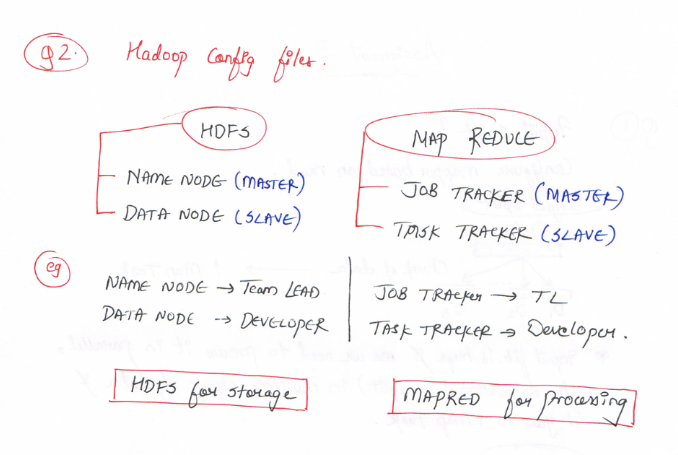 Q2. Hadoop Config files.
HDFS
NAME NODE (MASTER)
DATA NODE (SLAVE)
MAP REDUCE
JOB TRACKER (MASTER)
TASK TRACKER (SLAVE)
eg
NAME NODE → Team LEAD
DATA NODE → DEVELOPER
JOB TRAcker → TL
TASK TRACKER → Developer.
HDFS for storage
MAPRED for processing